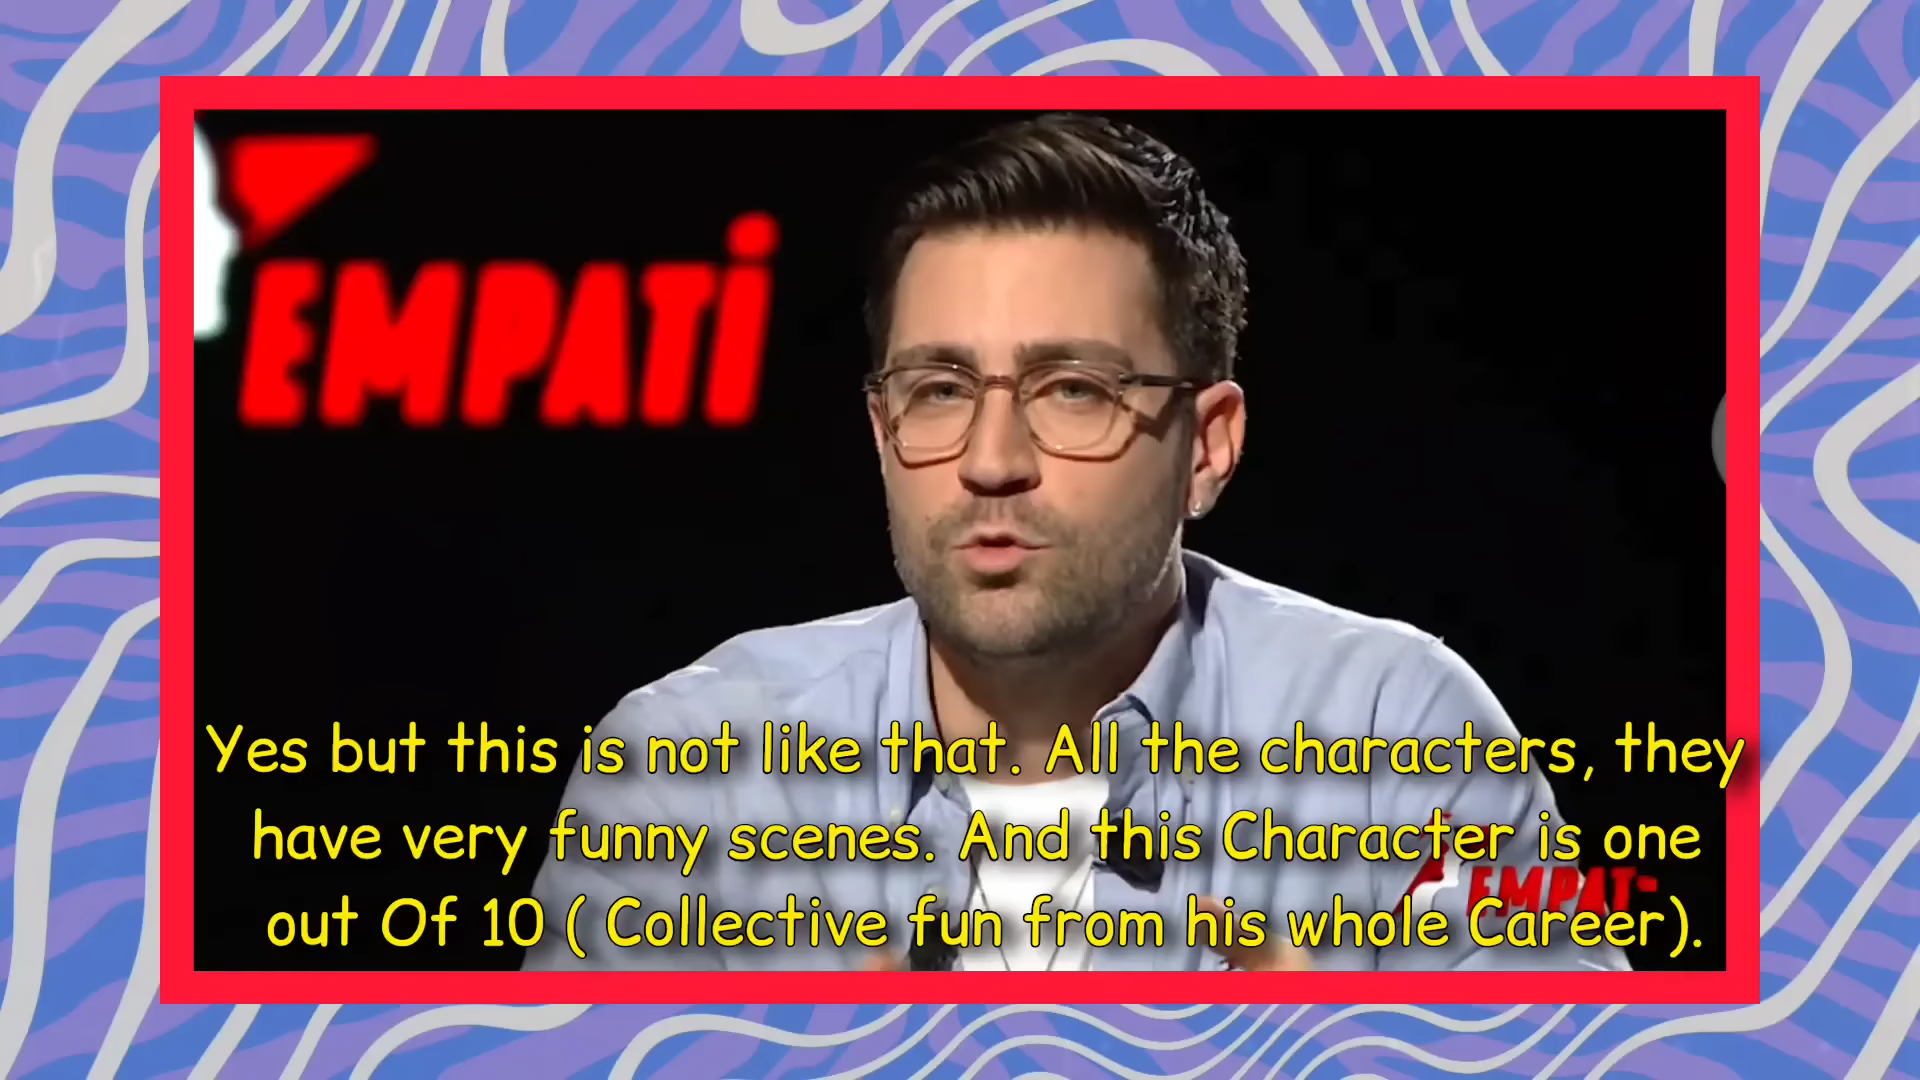 EMPATİ
Yes but this is not like that. All the characters, they
have very funny scenes. And this Character is one
out Of 10 ( Collective fun from his whole Career).
EMPATİ